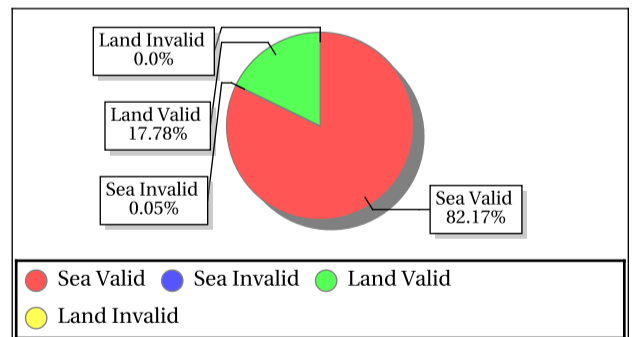 Land Invalid
0.0%
Land Valid
17.78%
Sea Invalid
0.05%
Sea Valid
82.17%
Sea Valid Sea Invalid Land Valid
Land Invalid